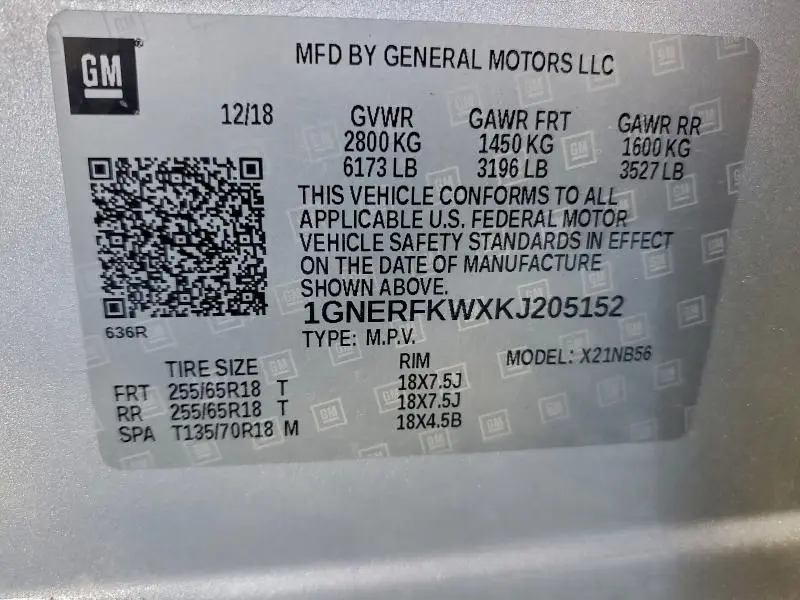 GM
MFD BY GENERAL MOTORS LLC
12/18 GVWR GAWR FRT GAWR RR
2800 KG 1450 KG 1600 KG
6173 LB 3196 LB 3527 LB
THIS VEHICLE CONFORMS TO ALL
APPLICABLE U.S. FEDERAL MOTOR
VEHICLE SAFETY STANDARDS IN EFFECT
ON THE DATE OF MANUFACTURE
SHOWN ABOVE.
1GNERFKWXKJ205152
636R
TYPE: M.P.V. MODEL: X21NB56
TIRE SIZE RIM
FRT 255/65R18 T 18X7.5J
RR 255/65R18 T 18X7.5J
SPA T135/70R18 M 18X4.5B